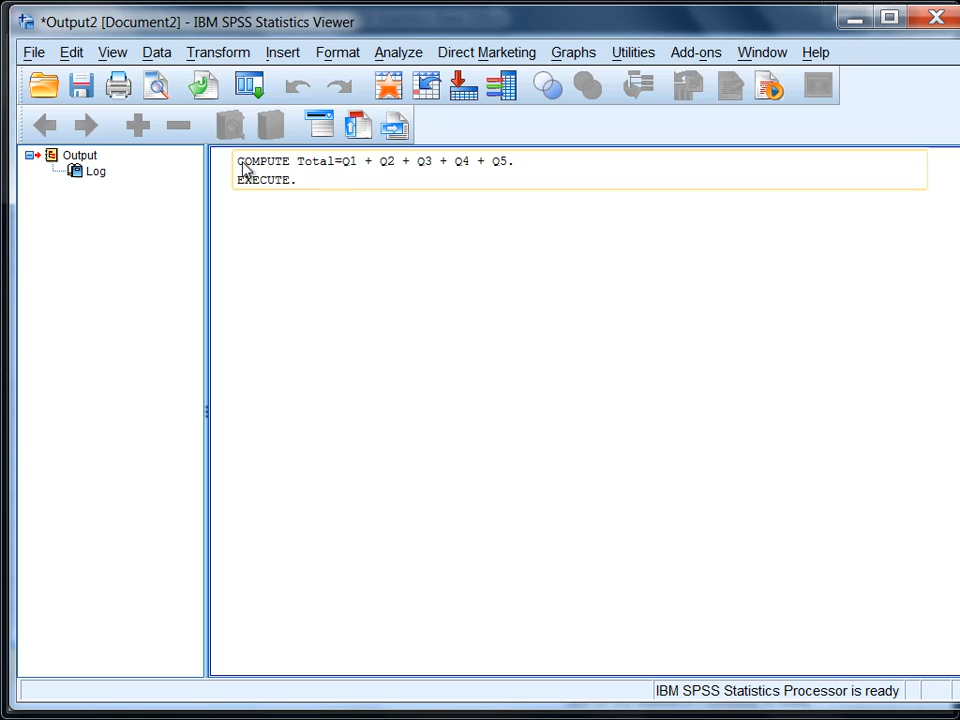 *Output2 [Document2] - IBM SPSS Statistics Viewer
File Edit View Data Transform Insert Format Analyze Direct Marketing Graphs Utilities Add-ons Window Help
Output
Log
COMPUTE Total=Q1 + Q2 + Q3 + Q4 + Q5.
EXECUTE.
IBM SPSS Statistics Processor is ready